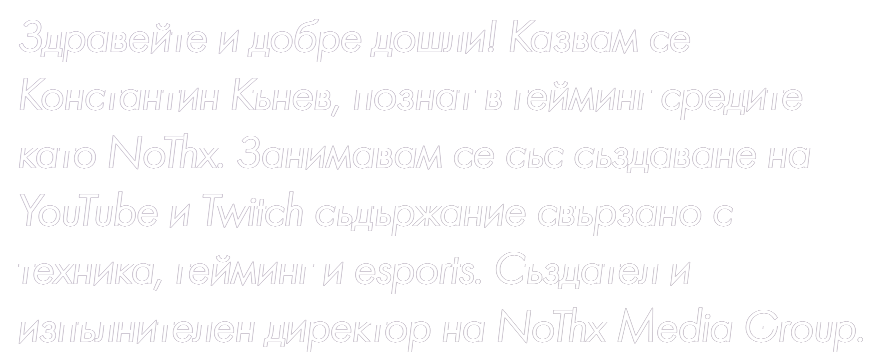 Здравейте и добре дошли! Казвам се
Константин Кънев, познат в гейминг средите
като NoThx. Занимавам се със създаване на
YouTube и Twitch съдържание свързано с
техника, гейминг и esports. Създател и
изпълнителен директор на NoThx Media Group.